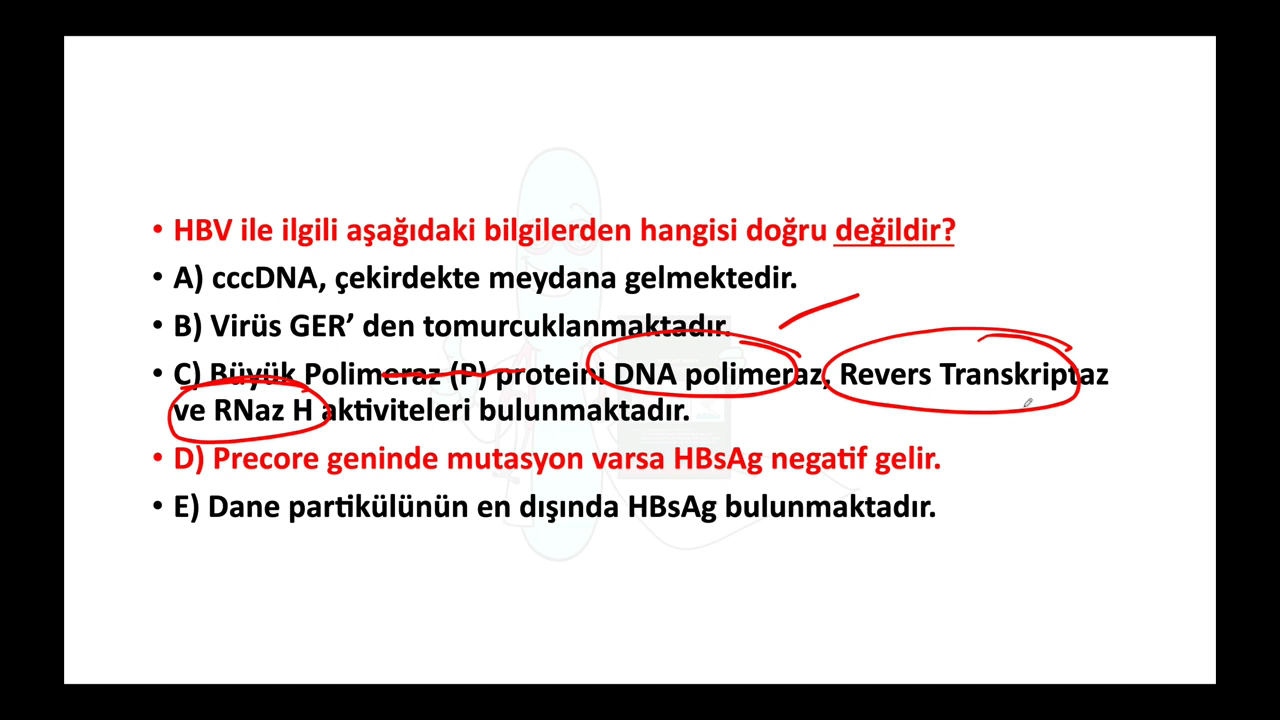 • HBV ile ilgili aşağıdaki bilgilerden hangisi doğru değildir?
• A) cccDNA, çekirdekte meydana gelmektedir.
• B) Virüs GER’ den tomurcuklanmaktadır.
• C) Büyük Polimeraz (P) proteini DNA polimeraz, Revers Transkriptaz
ve RNaz H aktiviteleri bulunmaktadır.
• D) Precore geninde mutasyon varsa HBsAg negatif gelir.
• E) Dane partikülünün en dışında HBsAg bulunmaktadır.